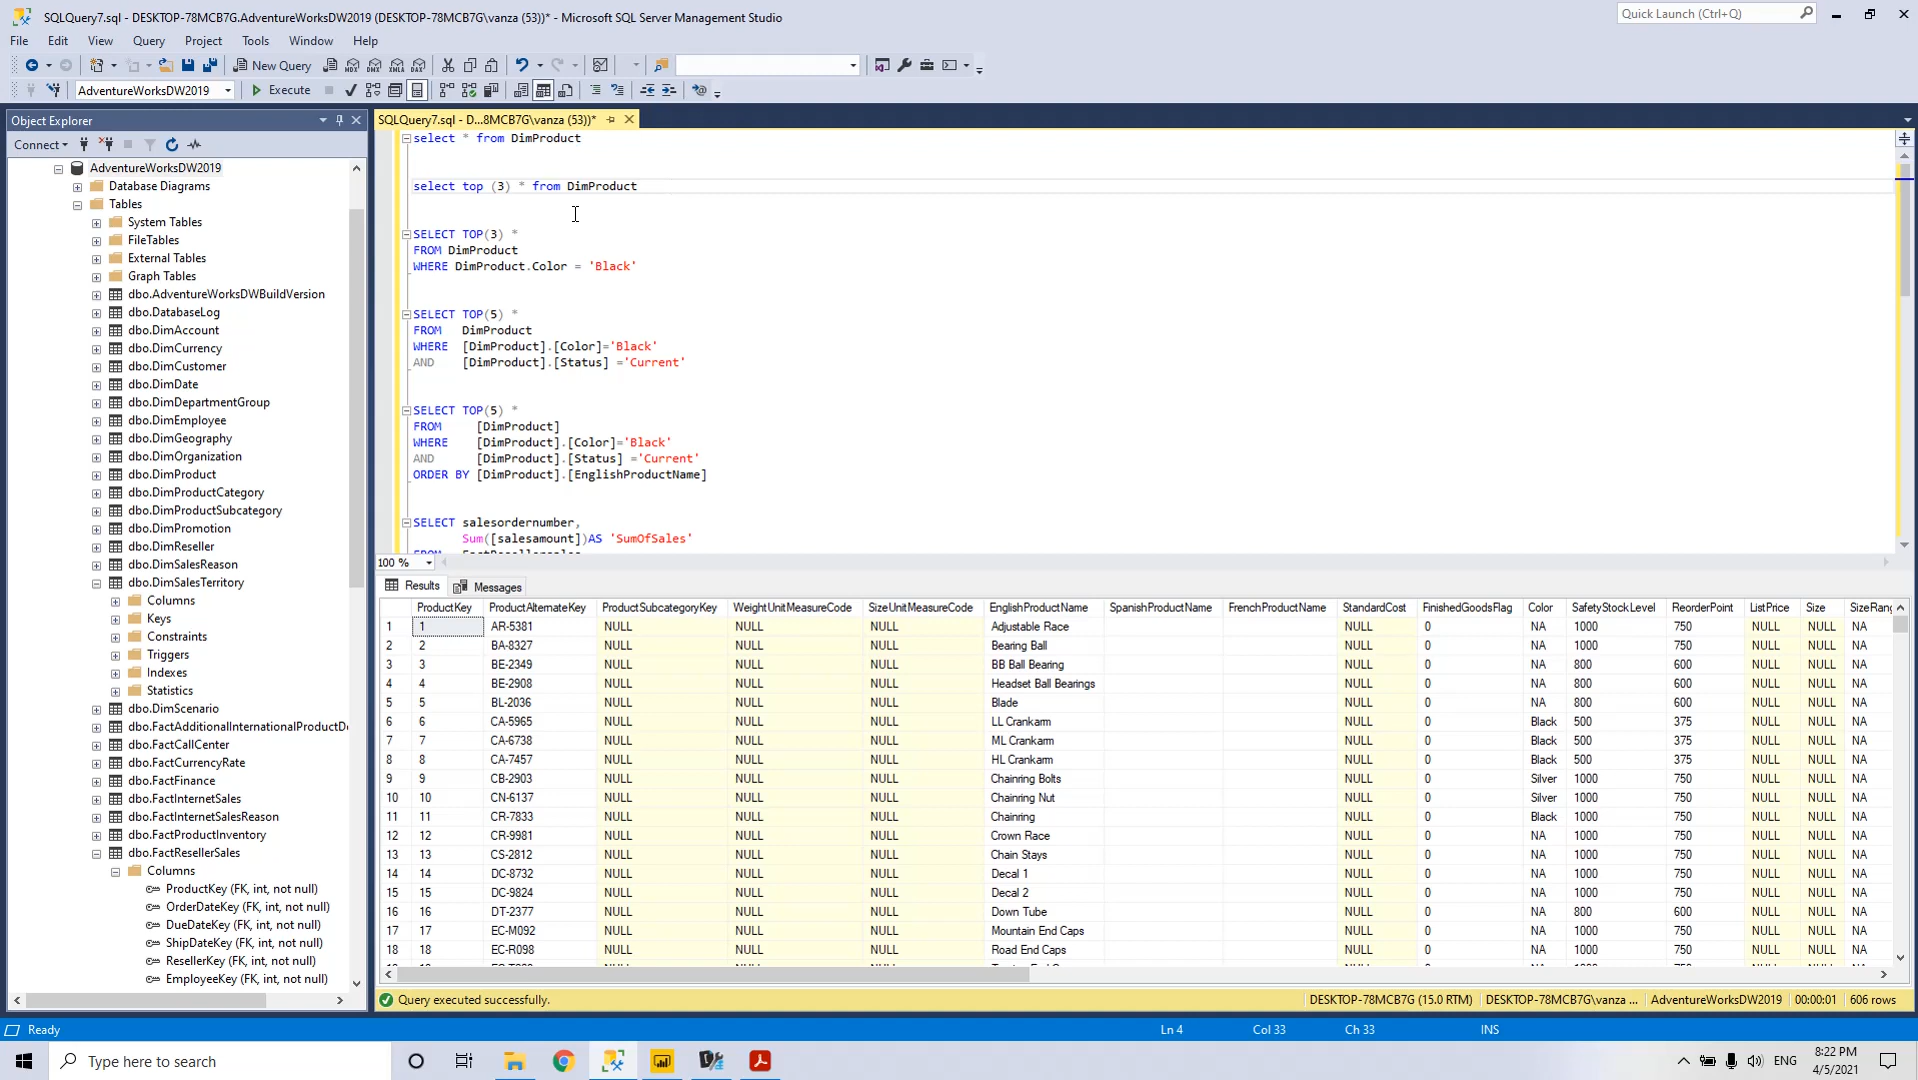 SQLQuery7.sql - DESKTOP-78MCB7G.AdventureWorksDW2019 (DESKTOP-78MCB7G\vanza (53))* - Microsoft SQL Server Management Studio
Quick Launch (Ctrl+Q)
File Edit View Query Project Tools Window Help
New Query
AdventureWorksDW2019
Execute
Object Explorer
SQLQuery7.sql - D...8MCB7G\vanza (53))*
Connect
AdventureWorksDW2019
Database Diagrams
Tables
System Tables
FileTables
External Tables
Graph Tables
dbo.AdventureWorksDWBuildVersion
dbo.DatabaseLog
dbo.DimAccount
dbo.DimCurrency
dbo.DimCustomer
dbo.DimDate
dbo.DimDepartmentGroup
dbo.DimEmployee
dbo.DimGeography
dbo.DimOrganization
dbo.DimProduct
dbo.DimProductCategory
dbo.DimProductSubcategory
dbo.DimPromotion
dbo.DimReseller
dbo.DimSalesReason
dbo.DimSalesTerritory
Columns
Keys
Constraints
Triggers
Indexes
Statistics
dbo.DimScenario
dbo.FactAdditionalInternationalProductDe
dbo.FactCallCenter
dbo.FactCurrencyRate
dbo.FactFinance
dbo.FactInternetSales
dbo.FactInternetSalesReason
dbo.FactProductInventory
dbo.FactResellerSales
Columns
ProductKey (FK, int, not null)
OrderDateKey (FK, int, not null)
DueDateKey (FK, int, not null)
ShipDateKey (FK, int, not null)
ResellerKey (FK, int, not null)
EmployeeKey (FK, int, not null)
select * from DimProduct
select top (3) * from DimProduct
SELECT TOP(3) *
FROM DimProduct
WHERE DimProduct.Color = 'Black'
SELECT TOP(5) *
FROM DimProduct
WHERE [DimProduct].[Color]='Black'
AND [DimProduct].[Status] ='Current'
SELECT TOP(5) *
FROM [DimProduct]
WHERE [DimProduct].[Color]='Black'
AND [DimProduct].[Status] ='Current'
ORDER BY [DimProduct].[EnglishProductName]
SELECT salesordernumber,
Sum([salesamount])AS 'SumOfSales'
FROM FactResellersales
100 %
Results Messages
ProductKey ProductAlternateKey ProductSubcategoryKey WeightUnitMeasureCode SizeUnitMeasureCode EnglishProductName SpanishProductName FrenchProductName StandardCost FinishedGoodsFlag Color SafetyStockLevel ReorderPoint ListPrice Size SizeRang
1 1 AR-5381 NULL NULL NULL Adjustable Race NULL 0 NA 1000 750 NULL NULL NA
2 2 BA-8327 NULL NULL NULL Bearing Ball NULL 0 NA 1000 750 NULL NULL NA
3 3 BE-2349 NULL NULL NULL BB Ball Bearing NULL 0 NA 800 600 NULL NULL NA
4 4 BE-2908 NULL NULL NULL Headset Ball Bearings NULL 0 NA 800 600 NULL NULL NA
5 5 BL-2036 NULL NULL NULL Blade NULL 0 NA 800 600 NULL NULL NA
6 6 CA-5965 NULL NULL NULL LL Crankarm NULL 0 Black 500 375 NULL NULL NA
7 7 CA-6738 NULL NULL NULL ML Crankarm NULL 0 Black 500 375 NULL NULL NA
8 8 CA-7457 NULL NULL NULL HL Crankarm NULL 0 Black 500 375 NULL NULL NA
9 9 CB-2903 NULL NULL NULL Chainring Bolts NULL 0 Silver 1000 750 NULL NULL NA
10 10 CN-6137 NULL NULL NULL Chainring Nut NULL 0 Silver 1000 750 NULL NULL NA
11 11 CR-7833 NULL NULL NULL Chainring NULL 0 Black 1000 750 NULL NULL NA
12 12 CR-9981 NULL NULL NULL Crown Race NULL 0 NA 1000 750 NULL NULL NA
13 13 CS-2812 NULL NULL NULL Chain Stays NULL 0 NA 1000 750 NULL NULL NA
14 14 DC-8732 NULL NULL NULL Decal 1 NULL 0 NA 1000 750 NULL NULL NA
15 15 DC-9824 NULL NULL NULL Decal 2 NULL 0 NA 1000 750 NULL NULL NA
16 16 DT-2377 NULL NULL NULL Down Tube NULL 0 NA 800 600 NULL NULL NA
17 17 EC-M092 NULL NULL NULL Mountain End Caps NULL 0 NA 1000 750 NULL NULL NA
18 18 EC-R098 NULL NULL NULL Road End Caps NULL 0 NA 1000 750 NULL NULL NA
Query executed successfully.
DESKTOP-78MCB7G (15.0 RTM) DESKTOP-78MCB7G\vanza ... AdventureWorksDW2019 00:00:01 606 rows
Ready Ln 4 Col 33 Ch 33 INS
Type here to search
ENG
8:22 PM
4/5/2021